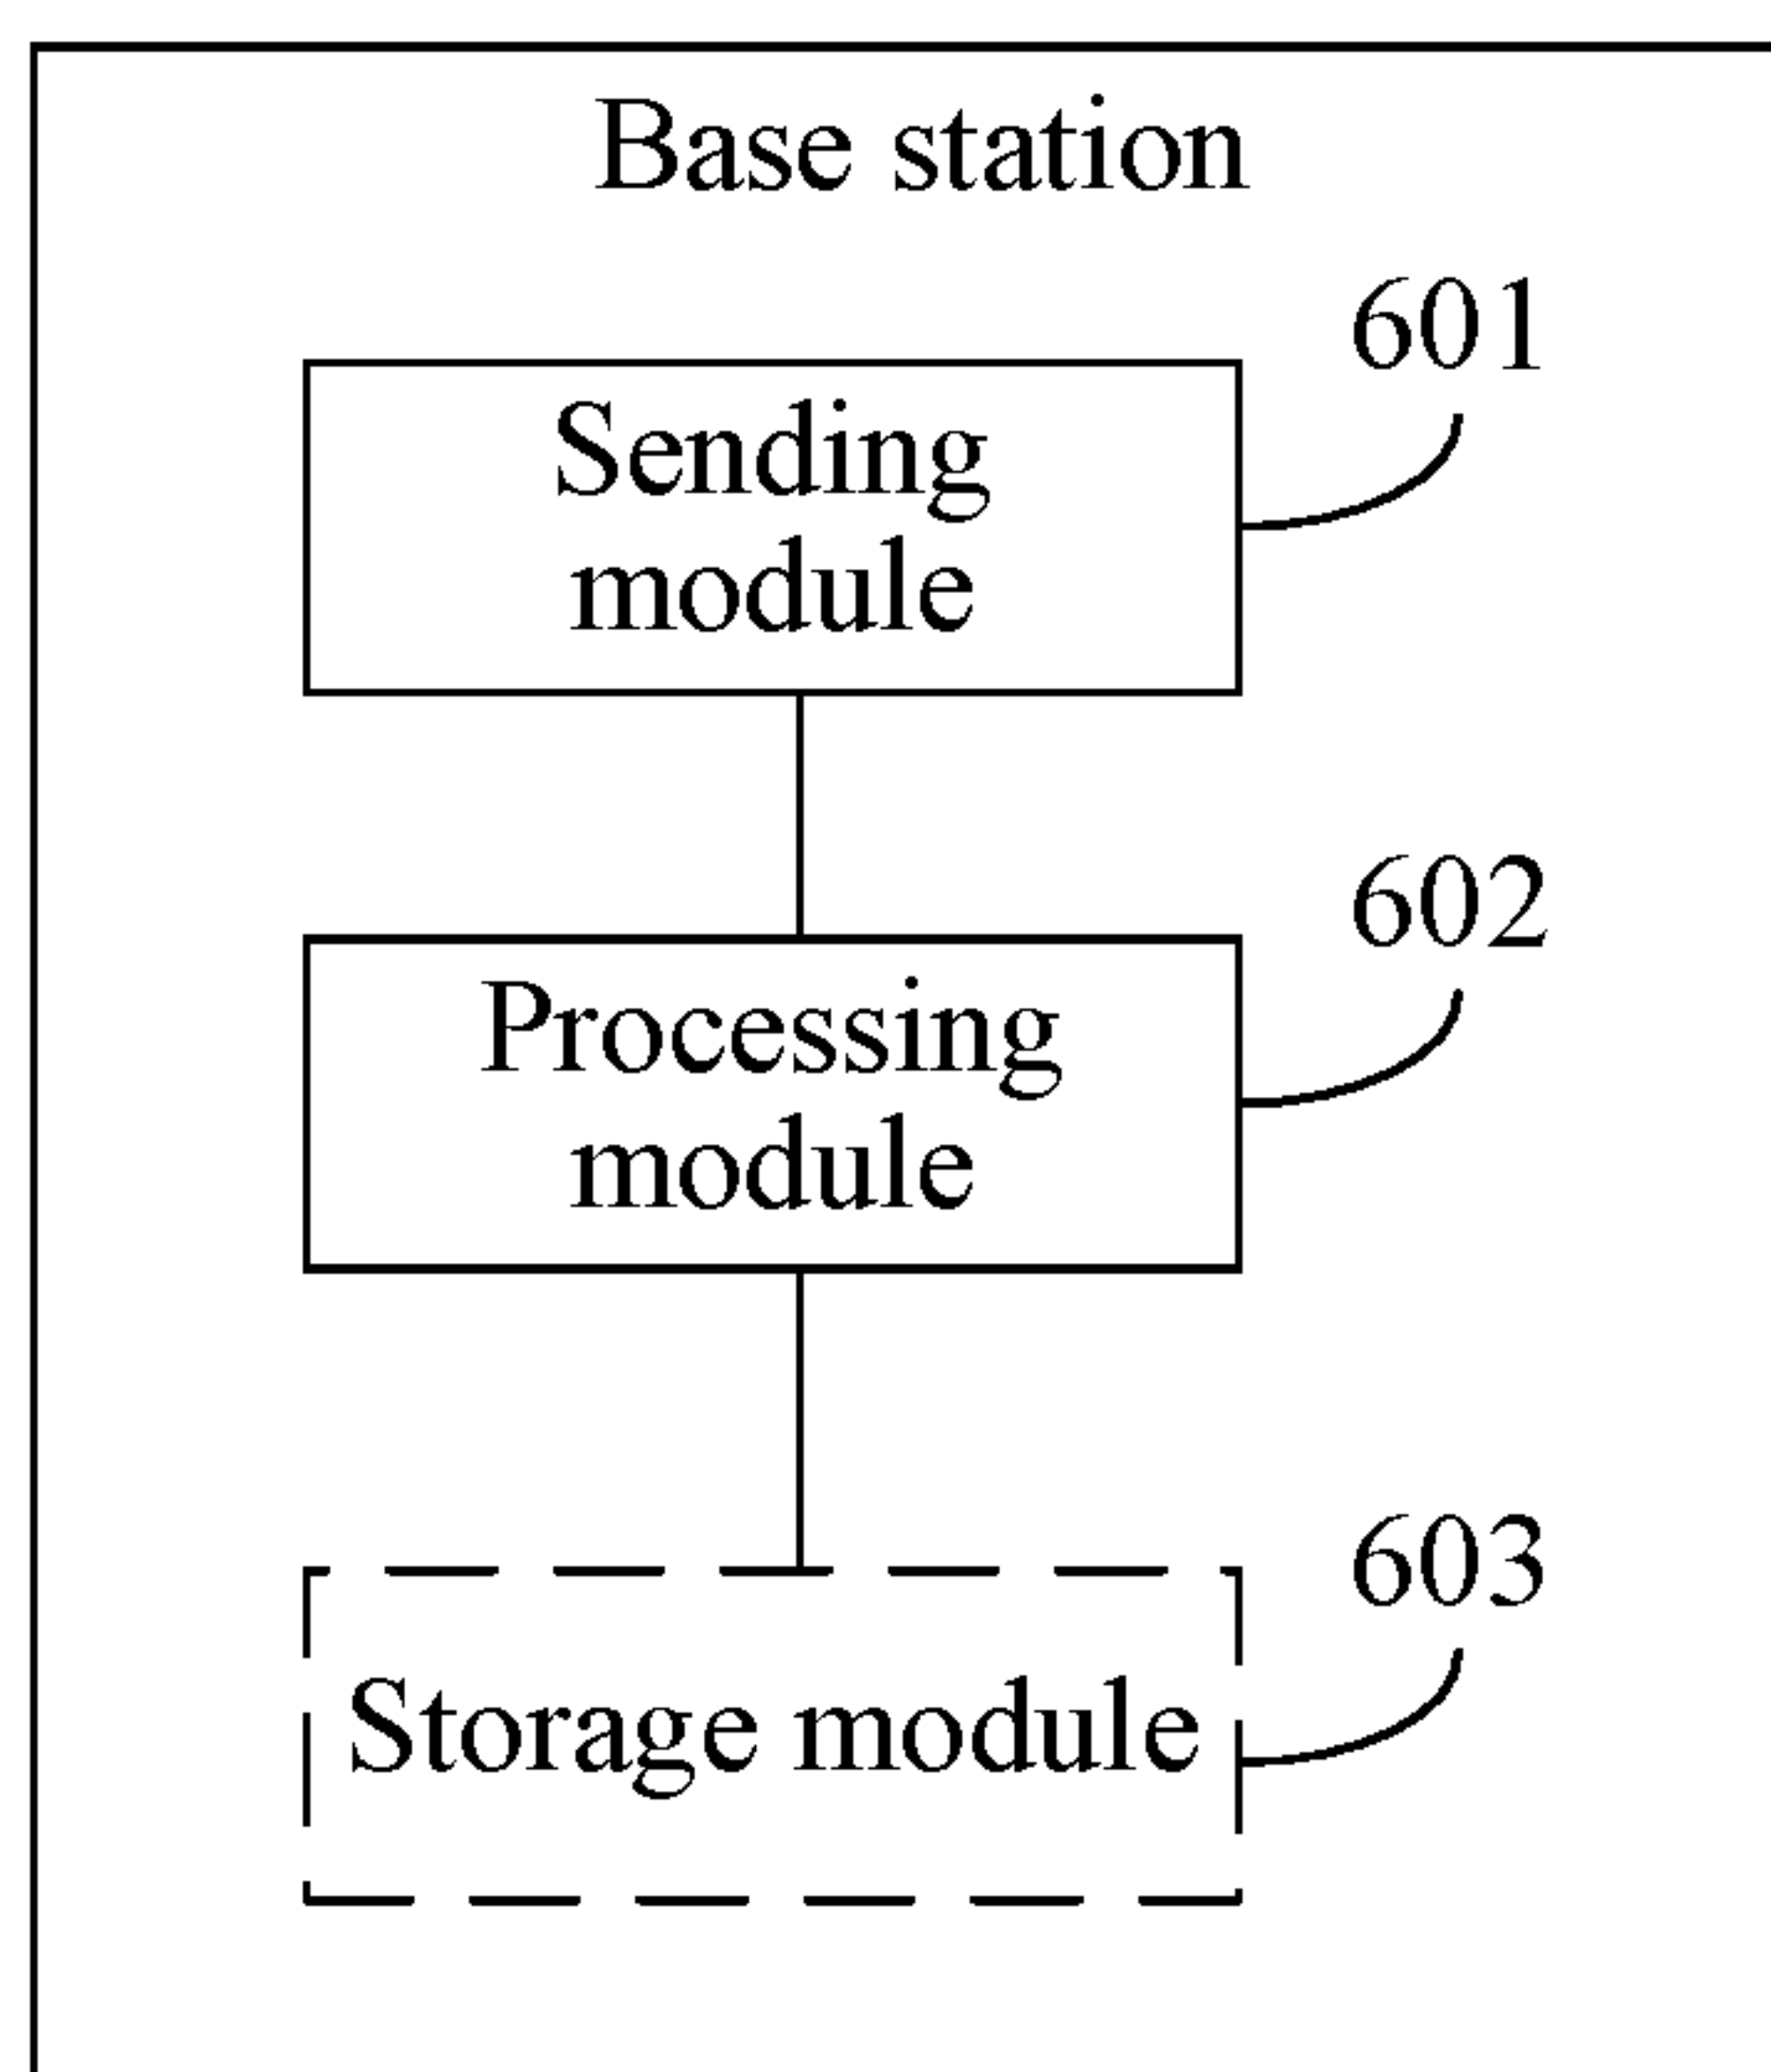 Base station
601
Sending
module
602
Processing
module
603
Storage module